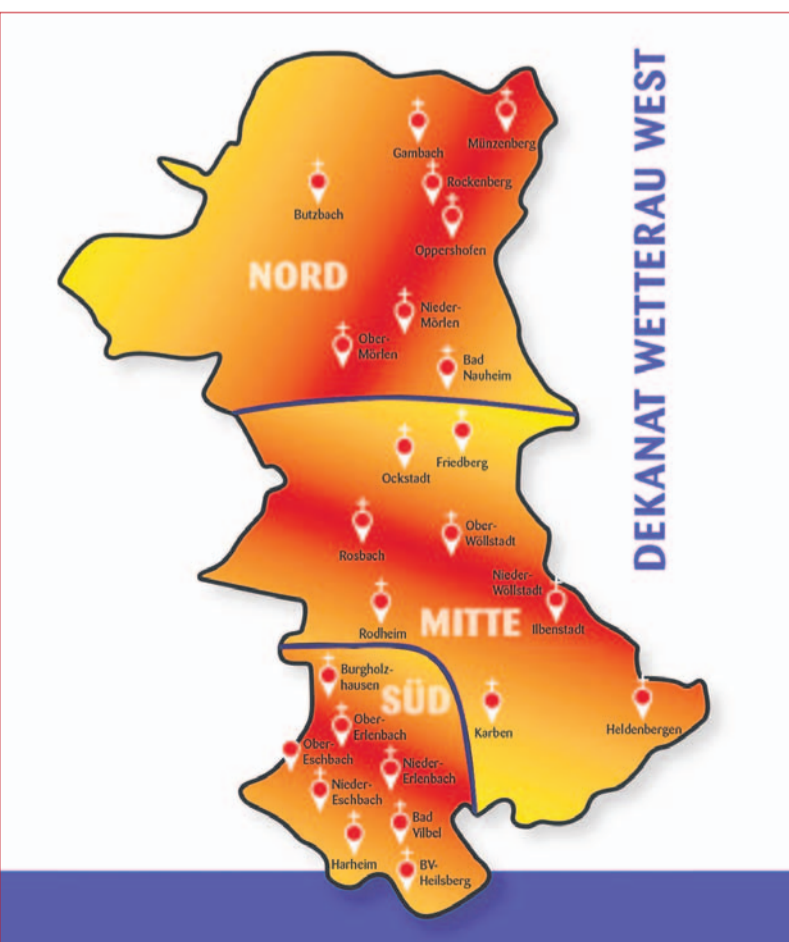 DEKANAT WETTERAU WEST
Münzenberg
Gambach
Rockenberg
Butzbach
Oppershofen
NORD
Nieder-
Mörlen
Ober-
Mörlen
Bad
Nauheim
Friedberg
Ockstadt
Ober-
Wöllstadt
Rosbach
Nieder-
Wöllstadt
Ilbenstadt
Rodheim
MITTE
Burgholz-
hausen
SÜD
Karben
Heldenbergen
Ober-
Erlenbach
Ober-
Eschbach
Nieder-
Erlenbach
Nieder-
Eschbach
Bad
Vilbel
Harheim
BV-
Heilsberg